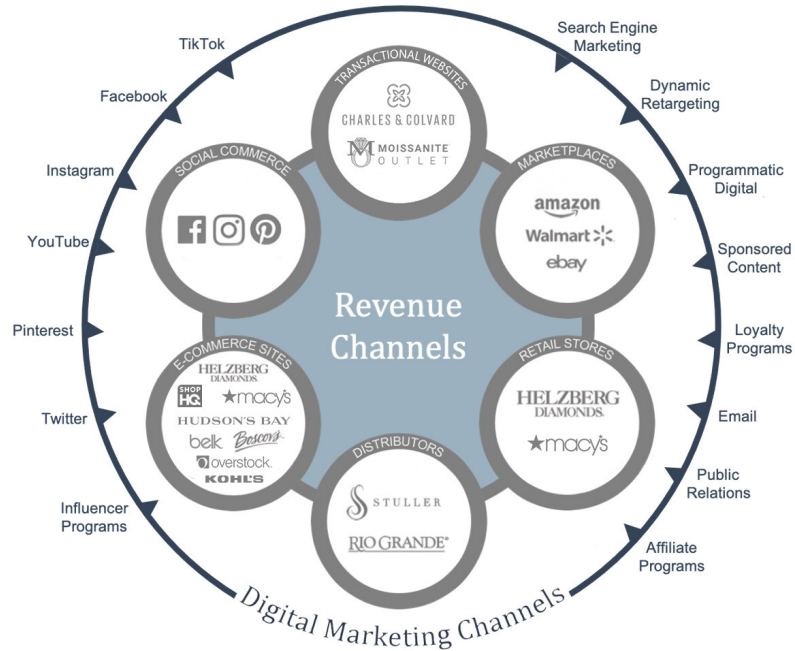 TikTok
Facebook
Instagram
YouTube
Pinterest
Twitter
Influencer
Programs
Search Engine
Marketing
Dynamic
Retargeting
Programmatic
Digital
Sponsored
Content
Loyalty
Programs
Email
Public
Relations
Affiliate
Programs
Digital Marketing Channels
Revenue
Channels
TRANSACTIONAL WEBSITES
CHARLES & COLVARD
MOISSANITE
OUTLET
MARKETPLACES
amazon
Walmart
ebay
RETAIL STORES
HELZBERG
DIAMONDS.
macy's
DISTRIBUTORS
STULLER
RIO GRANDE®
E-COMMERCE SITES
HELZBERG
DIAMONDS.
SHOP
HQ
macy's
HUDSON'S BAY
belk Boscov's
overstock.
KOHL'S
SOCIAL COMMERCE